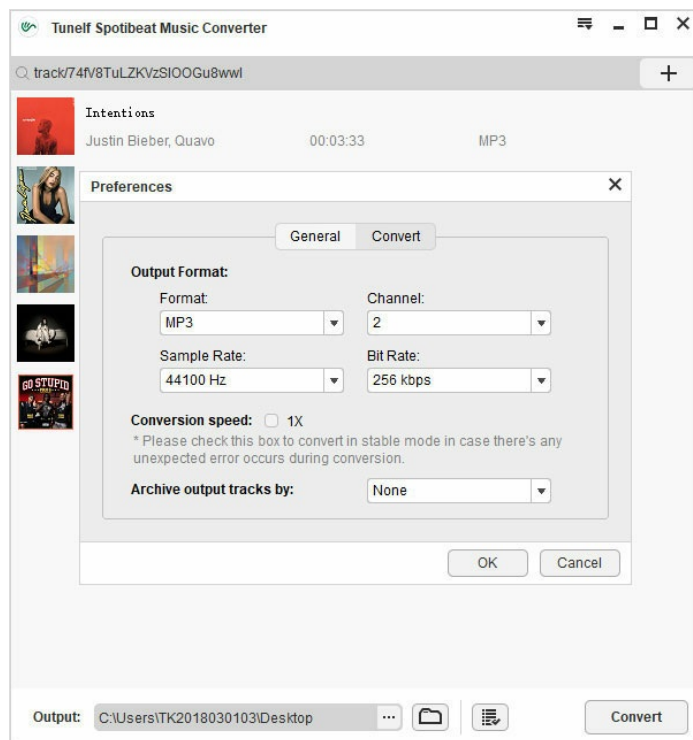 Tunelf Spotibeat Music Converter
track/74fV8TuLZKVzSIOOGu8wwI
Intentions
Justin Bieber, Quavo 00:03:33 MP3
Preferences
General Convert
Output Format:
Format: Channel:
MP3 2
Sample Rate: Bit Rate:
44100 Hz 256 kbps
Conversion speed: 1X
* Please check this box to convert in stable mode in case there's any
unexpected error occurs during conversion.
Archive output tracks by: None
OK Cancel
GO STUPID
Output: C:\Users\TK2018030103\Desktop ... Convert